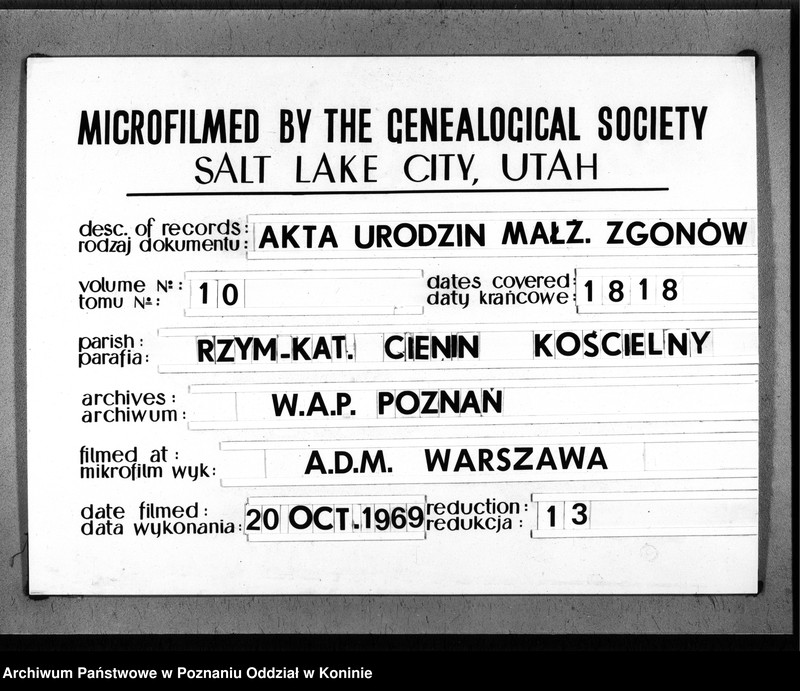 MICROFILMED BY THE GENEALOGICAL SOCIETY
SALT LAKE CITY, UTAH
desc. of records: AKTA URODZIN MAŁŻ. ZGONÓW
rodzaj dokumentu:
volume №: 10 dates covered: 1818
tomu №: daty krańcowe:
parish: RZYM-KAT. CIENIN KOŚCIELNY
parafia:
archives: W.A.P. POZNAŃ
archiwum:
filmed at: A.D.M. WARSZAWA
mikrofilm wyk:
date filmed: 20 OCT. 1969 reduction: 13
data wykonania: redukcja:
Archiwum Państwowe w Poznaniu Oddział w Koninie